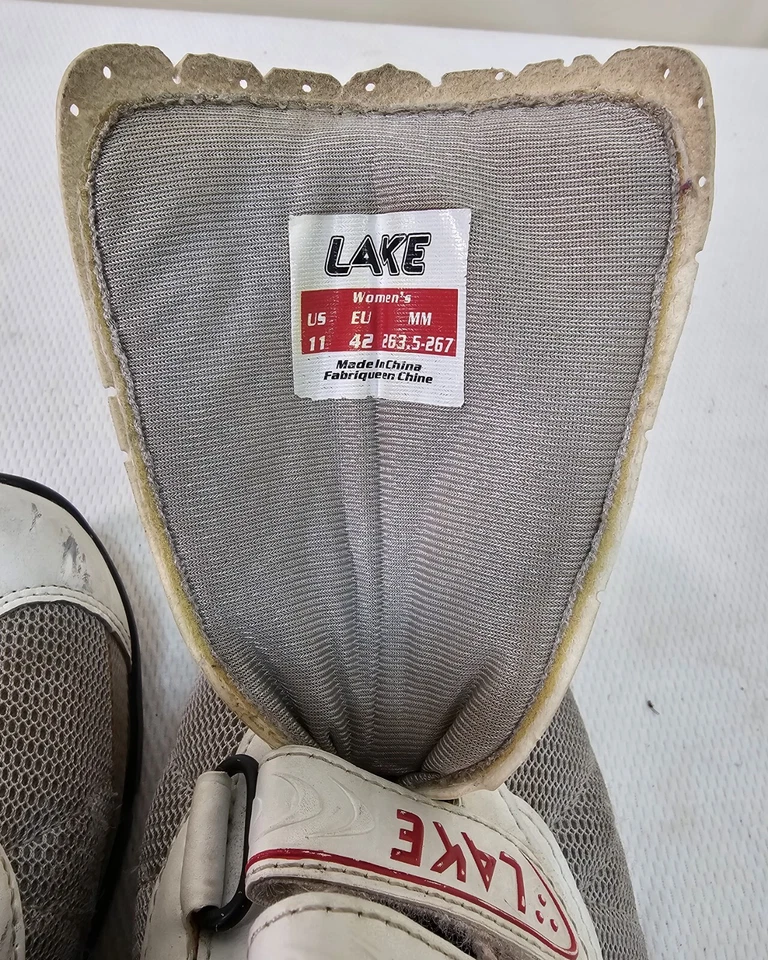 LAKE
Women's
US EU MM
11 42 263.5-267
Made In China
Fabriqueen Chine
LAKE